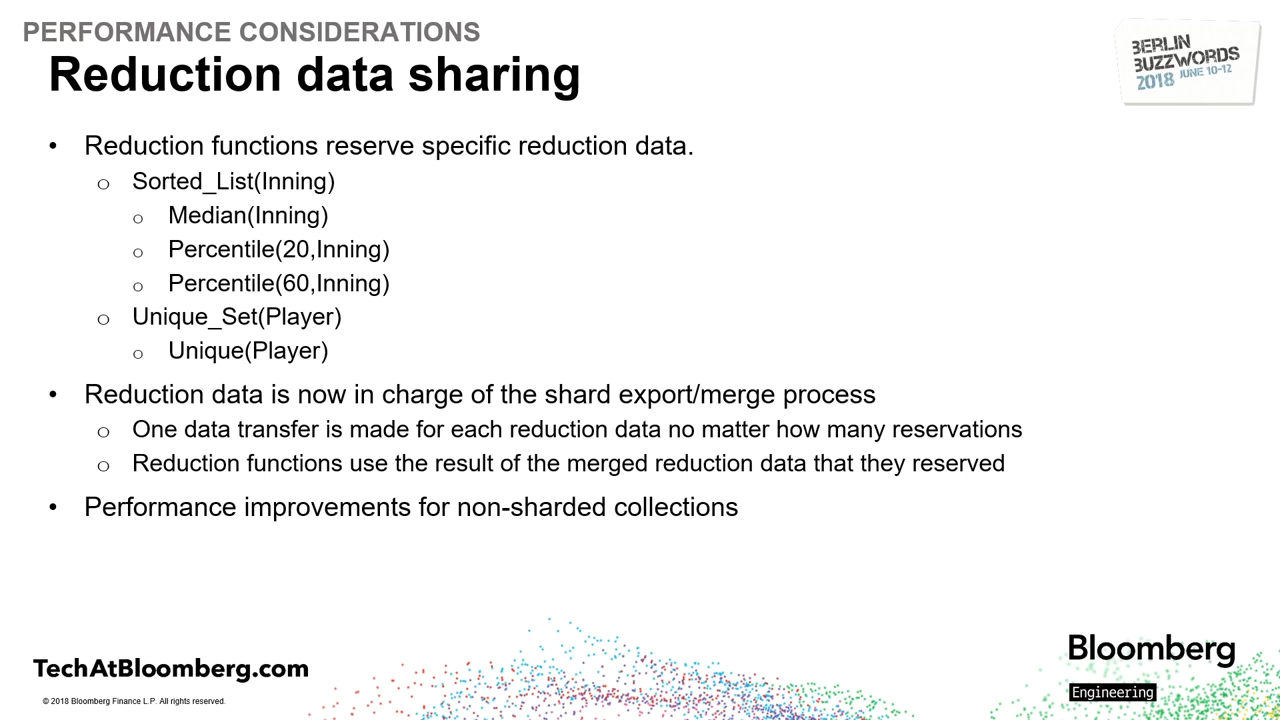 PERFORMANCE CONSIDERATIONS
Reduction data sharing
BERLIN
BUZZWORDS
2018 JUNE 10-12
• Reduction functions reserve specific reduction data.
o Sorted_List(Inning)
o Median(Inning)
o Percentile(20,Inning)
o Percentile(60,Inning)
o Unique_Set(Player)
o Unique(Player)
• Reduction data is now in charge of the shard export/merge process
o One data transfer is made for each reduction data no matter how many reservations
o Reduction functions use the result of the merged reduction data that they reserved
• Performance improvements for non-sharded collections
TechAtBloomberg.com
© 2018 Bloomberg Finance L.P. All rights reserved.
Bloomberg
Engineering